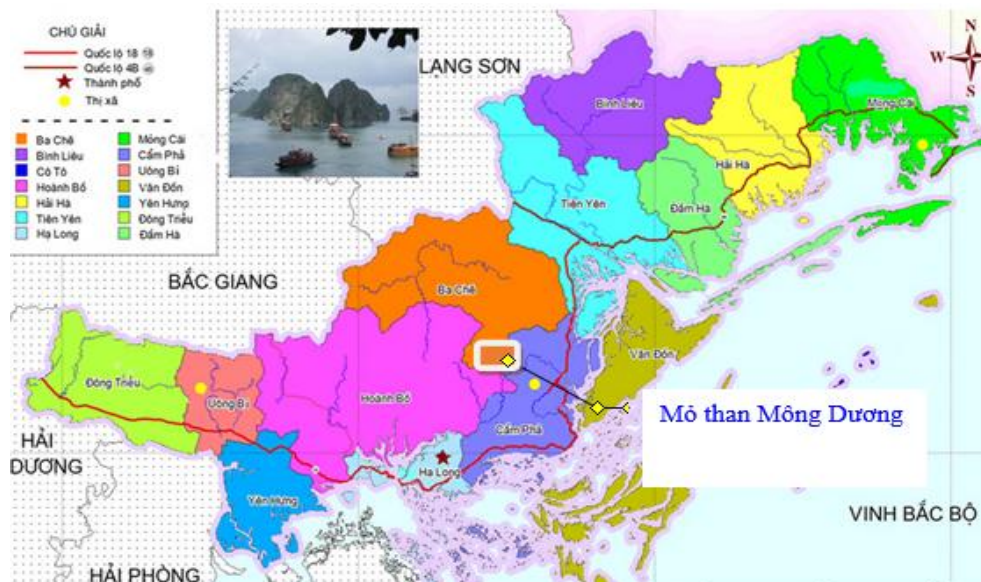 CHÚ GIẢI
Quốc lộ 18
Quốc lộ 4B
Thành phố
Thị xã
Ba Chẽ
Bình Liêu
Cô Tô
Hoành Bồ
Hải Hà
Tiên Yên
Hạ Long
Móng Cái
Cẩm Phả
Uông Bí
Vân Đồn
Yên Hưng
Đông Triều
Đầm Hà
LẠNG SƠN
N
W
E
S
Bình Liêu
Móng Cái
Hải Hà
Tiên Yên
Đầm Hà
BẮC GIANG
Ba Chẽ
Vân Đồn
Đông Triều
Uông Bí
Hoành Bồ
Mỏ than Mông Dương
Cẩm Phả
HẢI
DƯƠNG
Hạ Long
Yên Hưng
VINH BẮC BỘ
HẢI PHÒNG